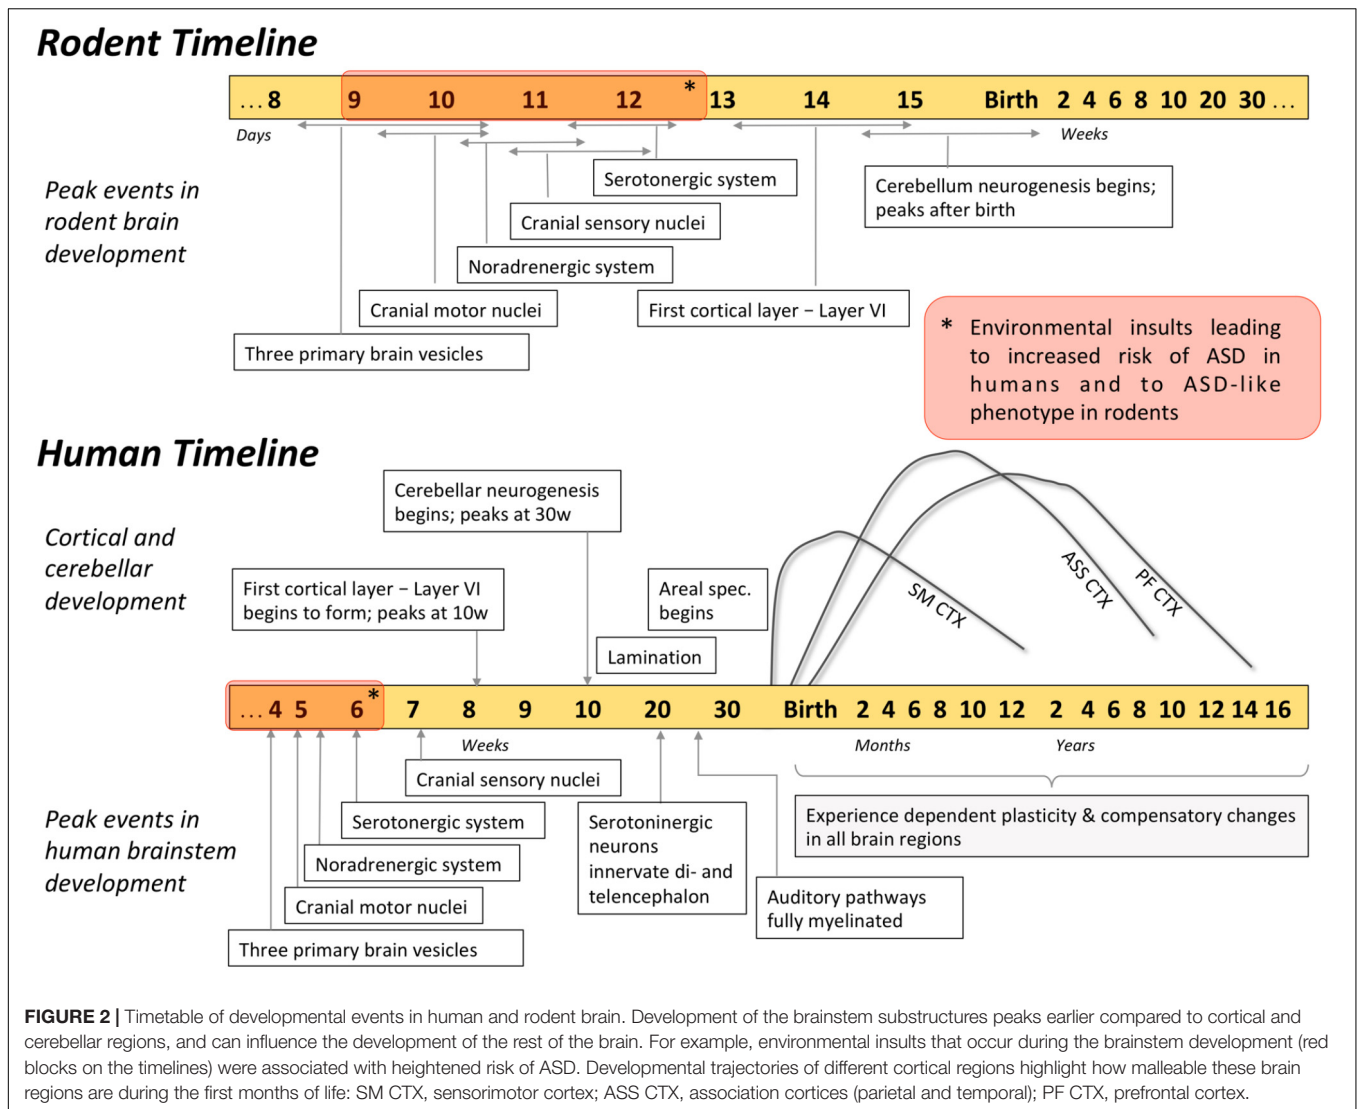 Rodent Timeline
... 8 9 10 11 12 * 13 14 15 Birth 2 4 6 8 10 20 30 ...
Days
Weeks
Peak events in
rodent brain
development
Serotonergic system
Cranial sensory nuclei
Noradrenergic system
Cranial motor nuclei
Three primary brain vesicles
First cortical layer – Layer VI
Cerebellum neurogenesis begins;
peaks after birth
* Environmental insults leading
to increased risk of ASD in
humans and to ASD-like
phenotype in rodents
Human Timeline
Cortical and
cerebellar
development
Cerebellar neurogenesis
begins; peaks at 30w
First cortical layer – Layer VI
begins to form; peaks at 10w
Areal spec.
begins
Lamination
SM CTX
ASS CTX
PF CTX
... 4 5 6 * 7 8 9 10 20 30 Birth 2 4 6 8 10 12 2 4 6 8 10 12 14 16
Weeks
Months
Years
Peak events in
human brainstem
development
Cranial sensory nuclei
Serotonergic system
Noradrenergic system
Cranial motor nuclei
Three primary brain vesicles
Serotoninergic
neurons
innervate di- and
telencephalon
Auditory pathways
fully myelinated
Experience dependent plasticity & compensatory changes
in all brain regions
FIGURE 2 | Timetable of developmental events in human and rodent brain. Development of the brainstem substructures peaks earlier compared to cortical and
cerebellar regions, and can influence the development of the rest of the brain. For example, environmental insults that occur during the brainstem development (red
blocks on the timelines) were associated with heightened risk of ASD. Developmental trajectories of different cortical regions highlight how malleable these brain
regions are during the first months of life: SM CTX, sensorimotor cortex; ASS CTX, association cortices (parietal and temporal); PF CTX, prefrontal cortex.